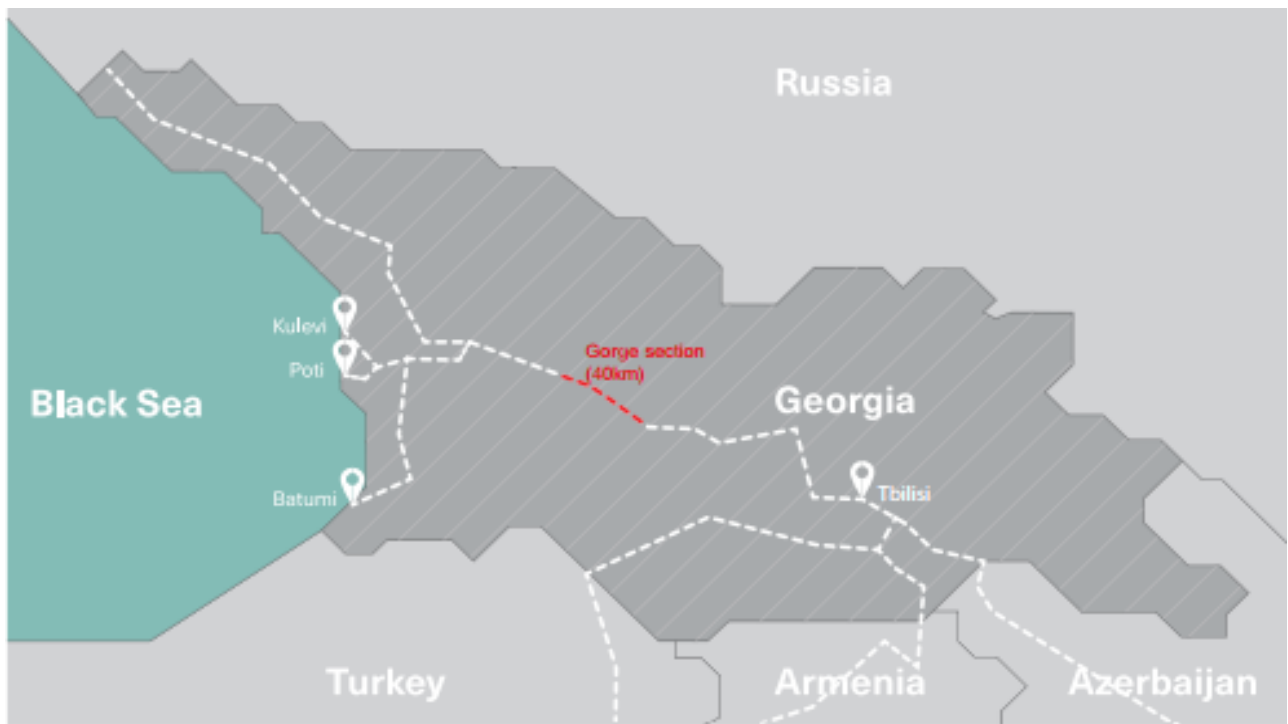 Russia
Kulevi
Poti
Gorge section
(40km)
Black Sea
Georgia
Batumi
Tbilisi
Turkey
Armenia
Azerbaijan